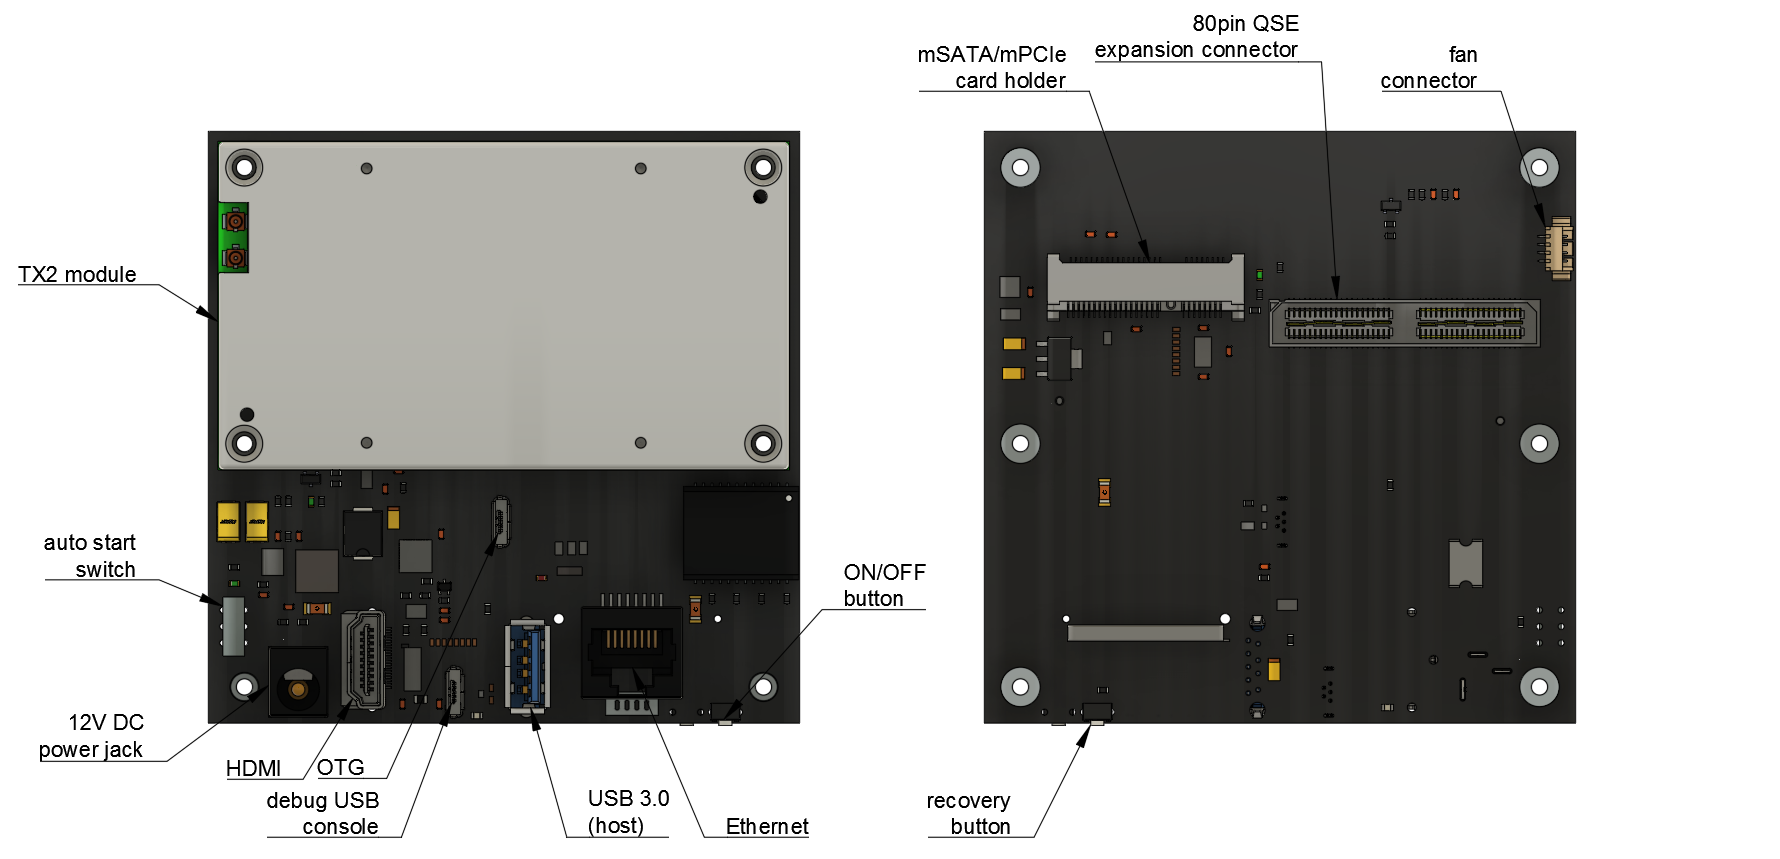 80pin QSE
expansion connector
mSATA/mPCIe
card holder
fan
connector
TX2 module
auto start
switch
ON/OFF
button
12V DC
power jack
HDMI
OTG
debug USB
console
USB 3.0
(host)
Ethernet
recovery
button